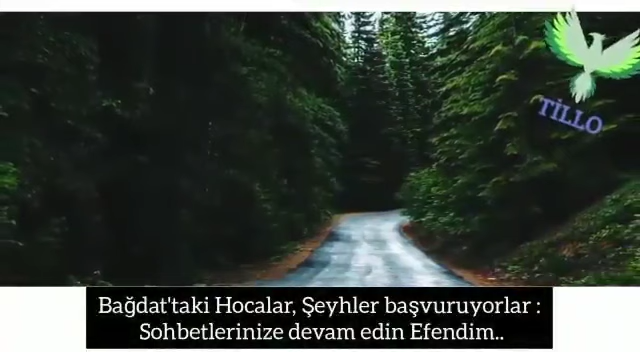 TİLLO
Bağdat'taki Hocalar, Şeyhler başvuruyorlar :
Sohbetlerinize devam edin Efendim..